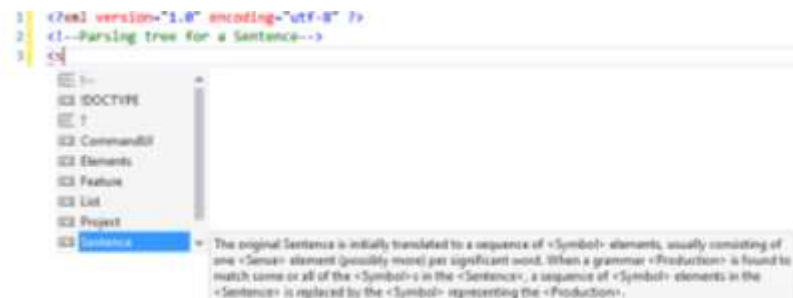 1 <?xml version="1.0" encoding="utf-8" ?>
2 <!--Parsing tree for a Sentence-->
3 <s
!--
!DOCTYPE
?
CommandUI
Elements
Feature
List
Project
Sentence
The original Sentence is initially translated to a sequence of <Symbol> elements, usually consisting of
one <Sense> element (possibly more) per significant word. When a grammar <Production> is found to
match some or all of the <Symbol>s in the <Sentence>, a sequence of <Symbol> elements in the
<Sentence> is replaced by the <Symbol> representing the <Production>.